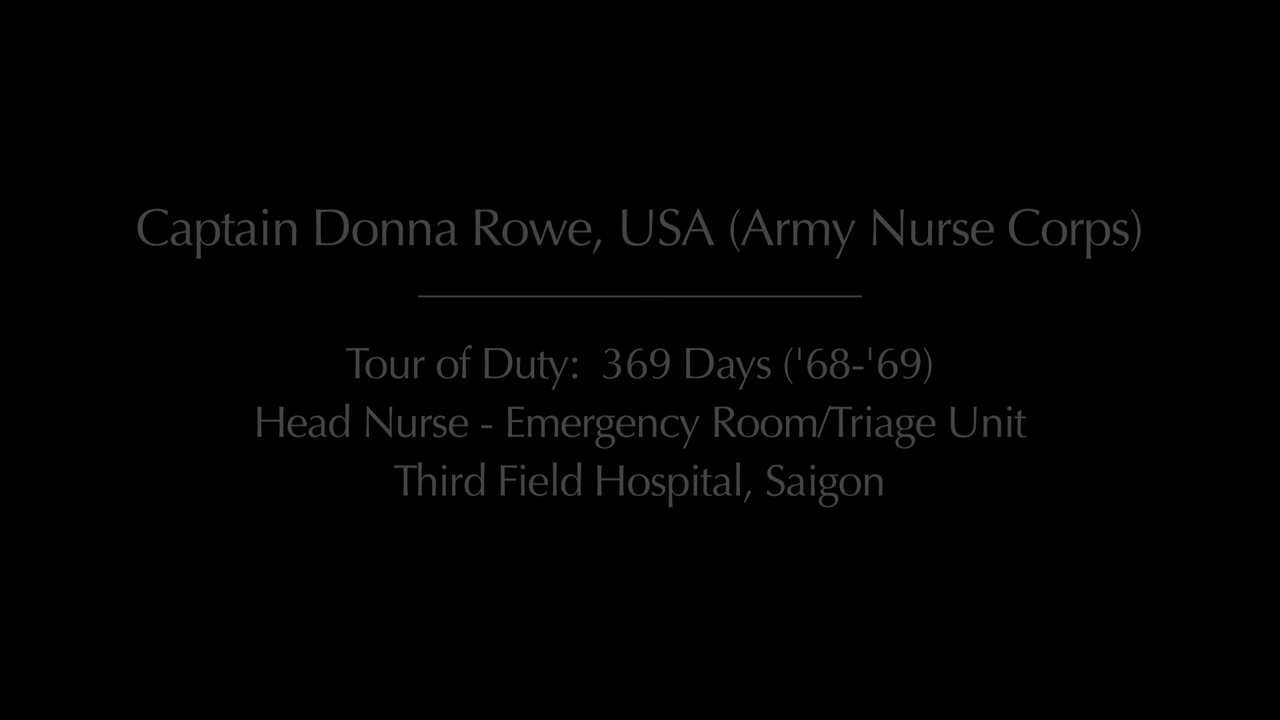 Captain Donna Rowe, USA (Army Nurse Corps)
Tour of Duty:  369 Days ('68-'69)
Head Nurse - Emergency Room/Triage Unit
Third Field Hospital, Saigon